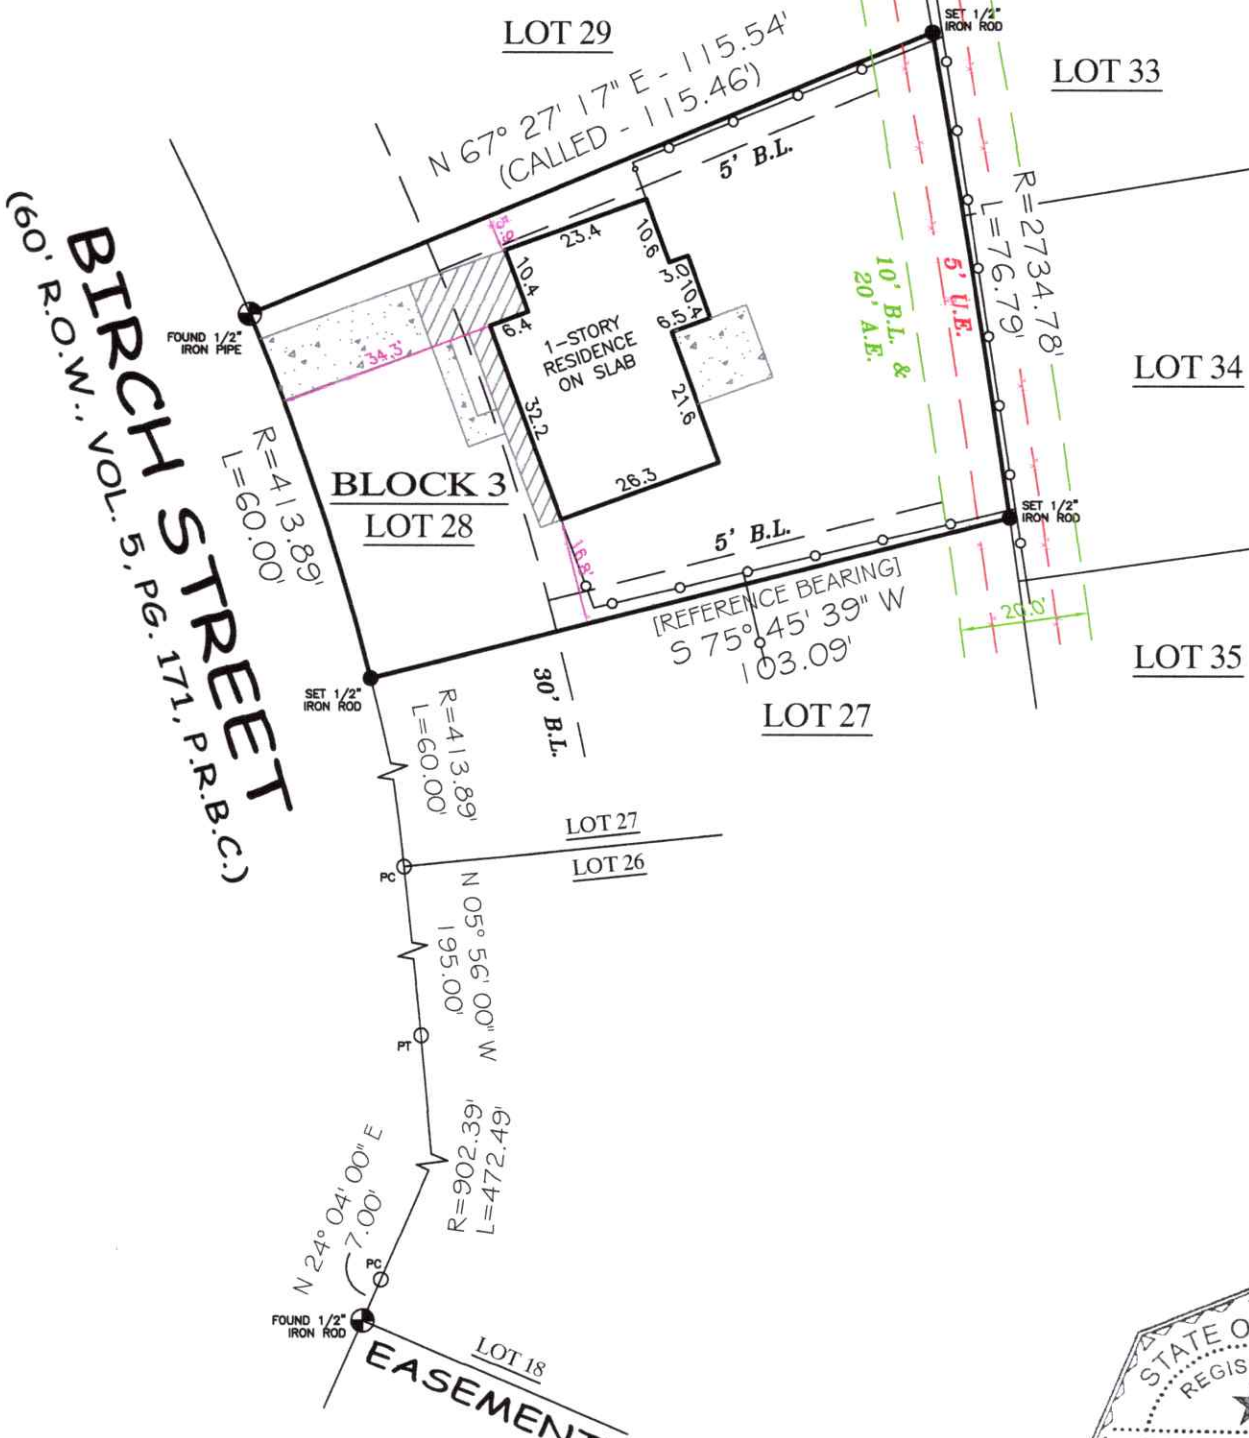 LOT 29
SET 1/2"
IRON ROD
LOT 33
N 67° 27' 17" E - 115.54'
(CALLED - 115.46')
5' B.L.
R=2734.78'
L=76.79'
5' U.E.
10' B.L. &
20' A.E.
BIRCH STREET
(60' R.O.W., VOL. 5, PG. 171, P.R.B.C.)
FOUND 1/2"
IRON PIPE
23.4
10.6
3.0
10.4
10.4
6.4
6.5
34.3'
1-STORY
RESIDENCE
ON SLAB
LOT 34
21.6
32.2
26.3
R=413.89'
L=60.00'
BLOCK 3
LOT 28
SET 1/2"
IRON ROD
5' B.L.
16.8'
[REFERENCE BEARING]
S 75° 45' 39" W
103.09'
20.0'
LOT 35
SET 1/2"
IRON ROD
30' B.L.
LOT 27
R=413.89'
L=60.00'
LOT 27
LOT 26
PC
N 05° 56' 00" W
195.00'
PT
R=902.39'
L=472.49'
N 24° 04' 00" E
7.00'
PC
FOUND 1/2"
IRON ROD
LOT 18
EASEMENT
STATE O
REGIS